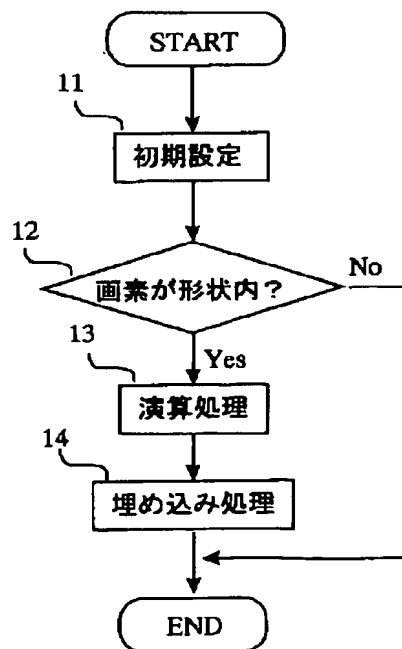 START
11
初期設定
12
画素が形状内？
No
13
Yes
演算処理
14
埋め込み処理
END